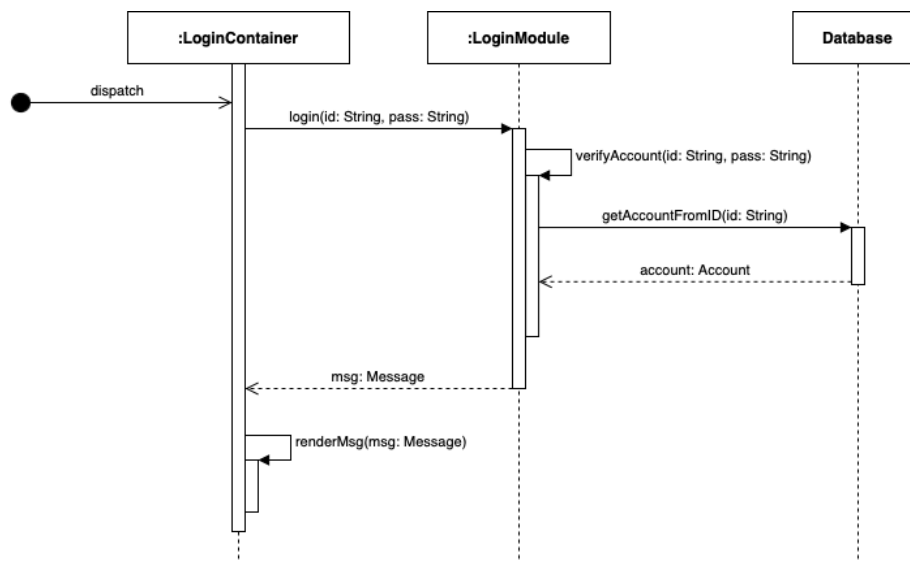 :LoginContainer
:LoginModule
Database
dispatch
login(id: String, pass: String)
verifyAccount(id: String, pass: String)
getAccountFromID(id: String)
account: Account
msg: Message
renderMsg(msg: Message)